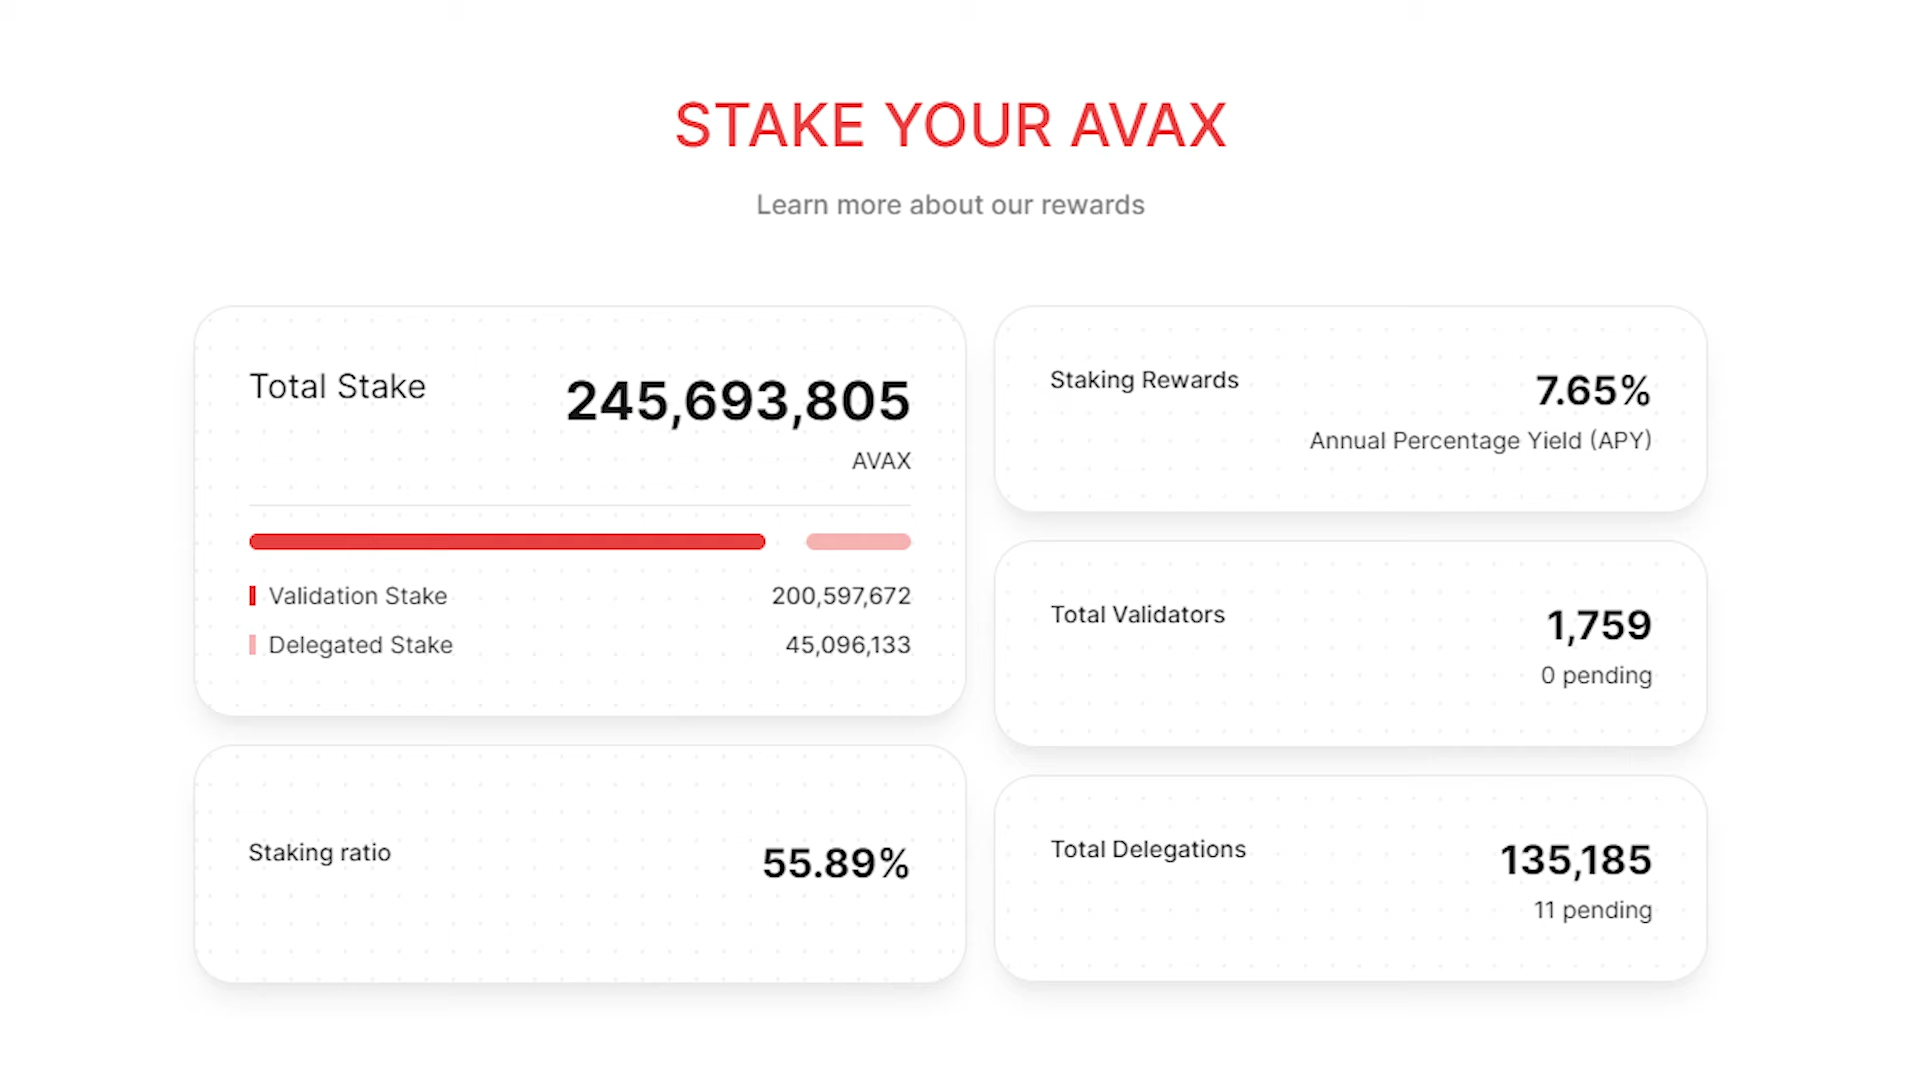 STAKE YOUR AVAX
Learn more about our rewards
Total Stake
245,693,805
AVAX
Validation Stake 200,597,672
Delegated Stake 45,096,133
Staking ratio 55.89%
Staking Rewards
7.65%
Annual Percentage Yield (APY)
Total Validators
1,759
0 pending
Total Delegations
135,185
11 pending